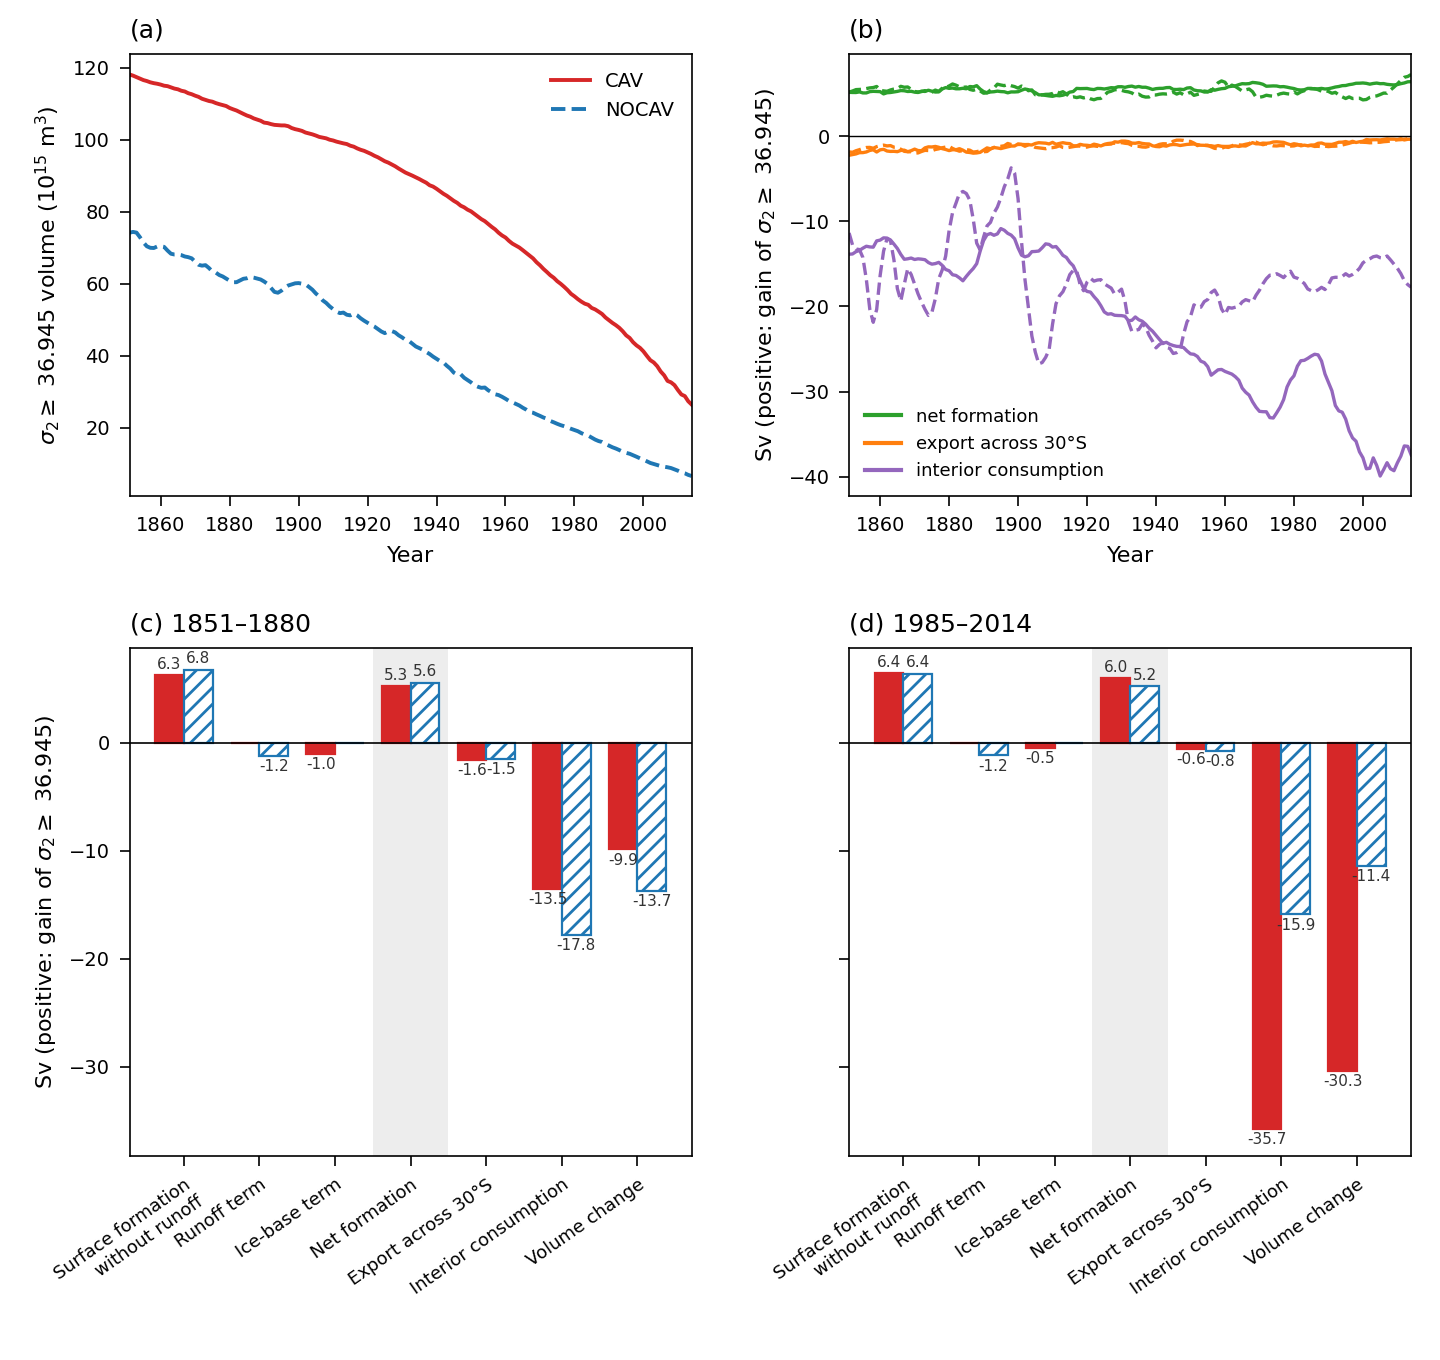 (a)
σ₂ ≥ 36.945 volume (10¹⁵ m³)
120
100
80
60
40
20
CAV
NOCAV
1860 1880 1900 1920 1940 1960 1980 2000
Year
(b)
Sv (positive: gain of σ₂ ≥ 36.945)
0
−10
−20
−30
−40
net formation
export across 30°S
interior consumption
1860 1880 1900 1920 1940 1960 1980 2000
Year
(c) 1851–1880
Sv (positive: gain of σ₂ ≥ 36.945)
0
−10
−20
−30
6.3 6.8
-1.2
-1.0
5.3 5.6
-1.6 -1.5
-13.5
-17.8
-9.9
-13.7
Surface formation
without runoff
Runoff term
Ice-base term
Net formation
Export across 30°S
Interior consumption
Volume change
(d) 1985–2014
6.4 6.4
-1.2
-0.5
6.0 5.2
-0.6 -0.8
-35.7
-15.9
-30.3
-11.4
Surface formation
without runoff
Runoff term
Ice-base term
Net formation
Export across 30°S
Interior consumption
Volume change